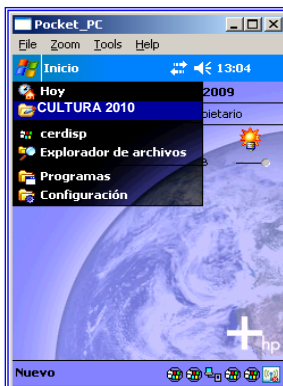 Pocket_PC
File Zoom Tools Help
Inicio 13:04
Hoy 2009
CULTURA 2010
ietario
cerdisp
Explorador de archivos
Programas
Configuración
hp
Nuevo